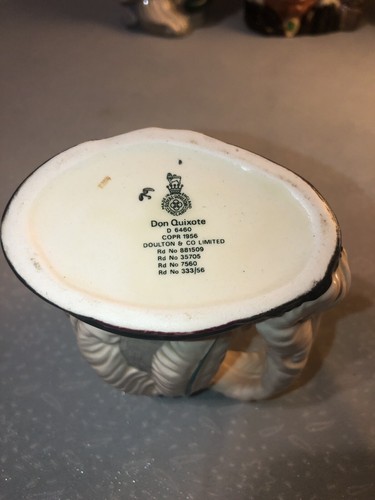 Don Quixote
D 6460
COPR 1956
DOULTON & CO LIMITED
Rd No 881509
Rd No 35705
Rd No 7560
Rd No 333/56